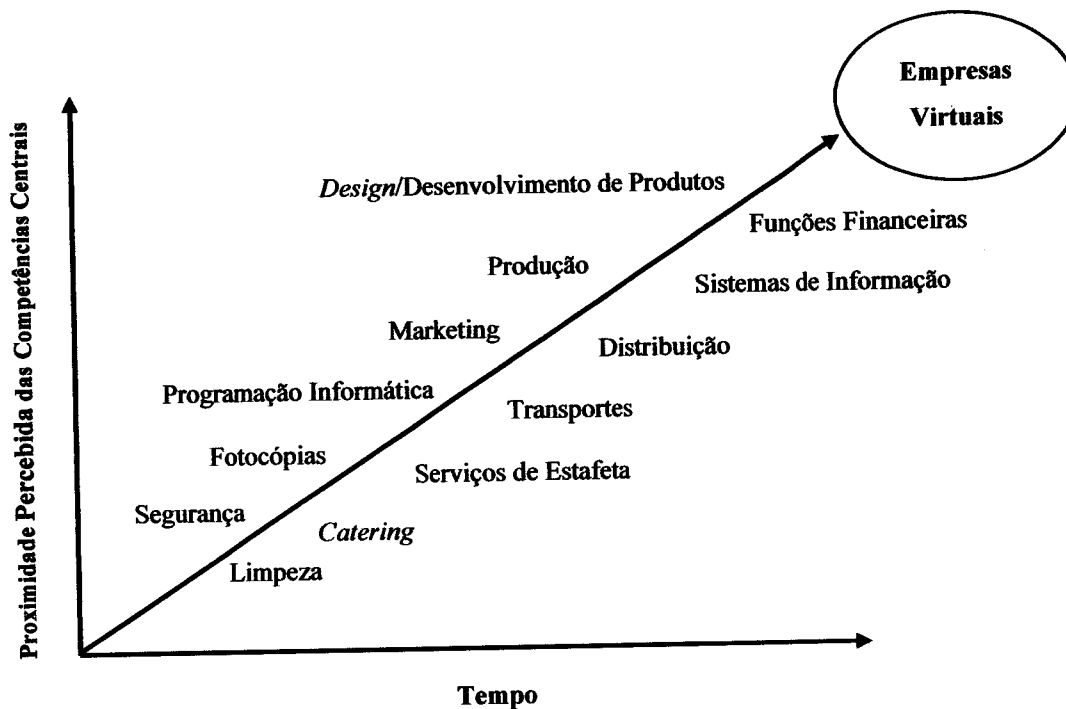 Empresas
Virtuais
Proximidade Percebida das Competências Centrais
Design/Desenvolvimento de Produtos
Funções Financeiras
Produção
Sistemas de Informação
Marketing
Distribuição
Programação Informática
Transportes
Fotocópias
Serviços de Estafeta
Segurança
Catering
Limpeza
Tempo